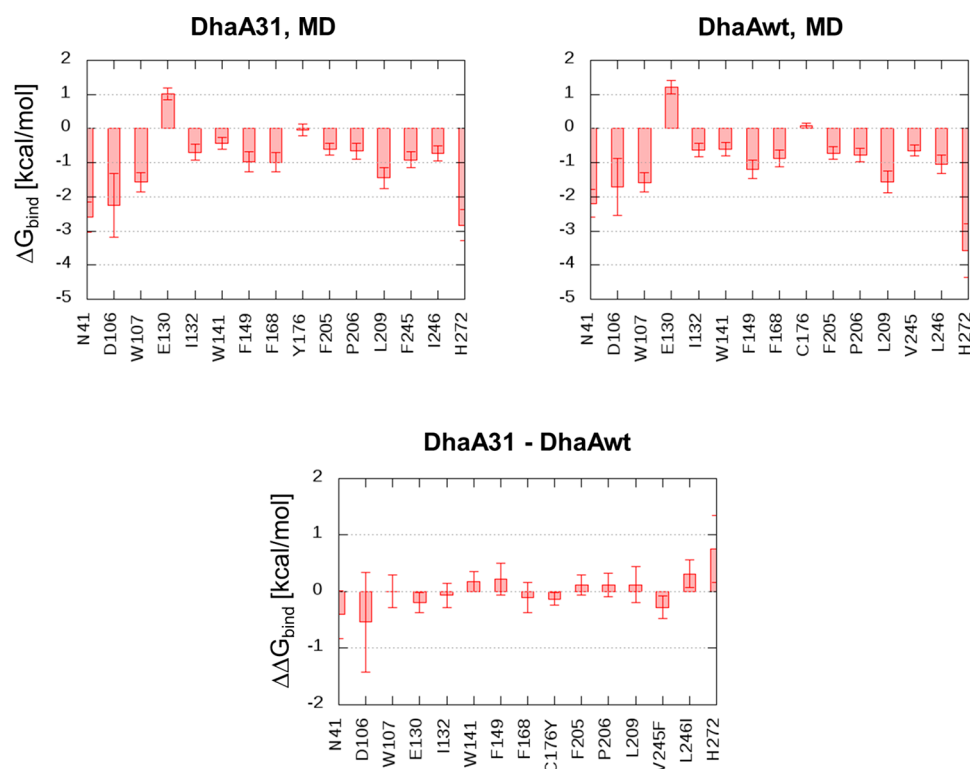 DhaA31, MD
ΔGbind [kcal/mol]
2
1
0
-1
-2
-3
-4
-5
N41
D106
W107
E130
I132
W141
F149
F168
Y176
F205
P206
L209
F245
I246
H272
DhaAwt, MD
2
1
0
-1
-2
-3
-4
-5
N41
D106
W107
E130
I132
W141
F149
F168
C176
F205
P206
L209
V245
L246
H272
DhaA31 - DhaAwt
ΔΔGbind [kcal/mol]
2
1
0
-1
-2
N41
D106
W107
E130
I132
W141
F149
F168
C176Y
F205
P206
L209
V245F
L246I
H272